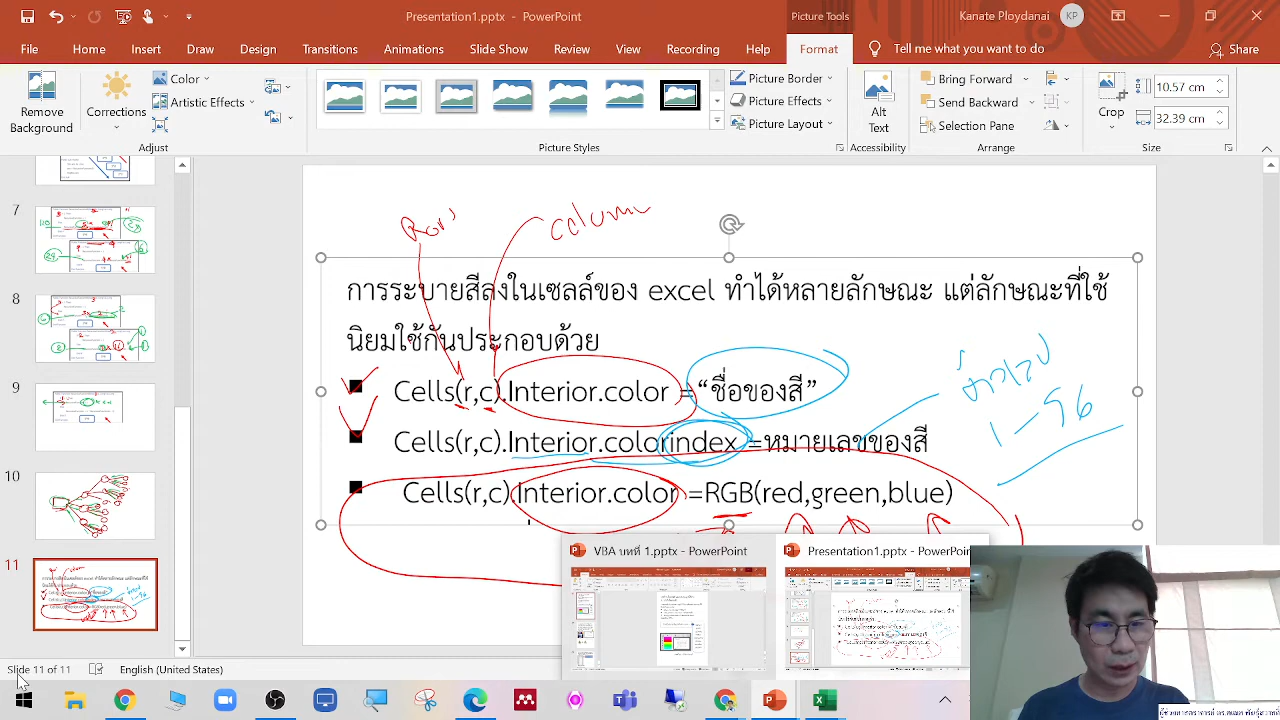 Presentation1.pptx - PowerPoint
Picture Tools
Kanate Ploydanai
KP
File
Home
Insert
Draw
Design
Transitions
Animations
Slide Show
Review
View
Recording
Help
Format
Tell me what you want to do
Share
Remove Background
Corrections
Color
Artistic Effects
Adjust
Picture Styles
Picture Border
Picture Effects
Picture Layout
Alt Text
Accessibility
Bring Forward
Send Backward
Selection Pane
Arrange
Crop
10.57 cm
32.39 cm
Size
7
8
9
10
11
Row
column
การระบายสีลงในเซลล์ของ excel ทำได้หลายลักษณะ แต่ลักษณะที่ใช้
นิยมใช้กันประกอบด้วย
Cells(r,c).Interior.color =“ชื่อของสี”
Cells(r,c).Interior.colorindex =หมายเลขของสี
Cells(r,c).Interior.color =RGB(red,green,blue)
1-56
VBA บทที่ 1.pptx - PowerPoint
Presentation1.pptx - PowerPoin
Slide 11 of 11
English (United States)